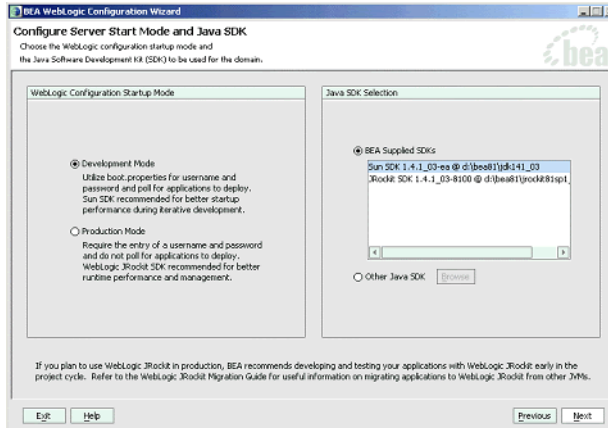 BEA WebLogic Configuration Wizard
Configure Server Start Mode and Java SDK
Choose the WebLogic configuration startup mode and
the Java Software Development Kit (SDK) to be used for the domain.
bea
WebLogic Configuration Startup Mode
Development Mode
Utilize boot.properties for username and
password and poll for applications to deploy.
Sun SDK recommended for better startup
performance during iterative development.
Production Mode
Require the entry of a username and password
and do not poll for applications to deploy.
WebLogic JRockit SDK recommended for better
runtime performance and management.
Java SDK Selection
BEA Supplied SDKs
Sun SDK 1.4.1_03-ea @ d:\bea81\jdk141_03
JRockit SDK 1.4.1_03-8100 @ d:\bea81\jrockit81sp1_
Other Java SDK
Browse
If you plan to use WebLogic JRockit in production, BEA recommends developing and testing your applications with WebLogic JRockit early in the
project cycle. Refer to the WebLogic JRockit Migration Guide for useful information on migrating applications to WebLogic JRockit from other JVMs.
Exit
Help
Previous
Next